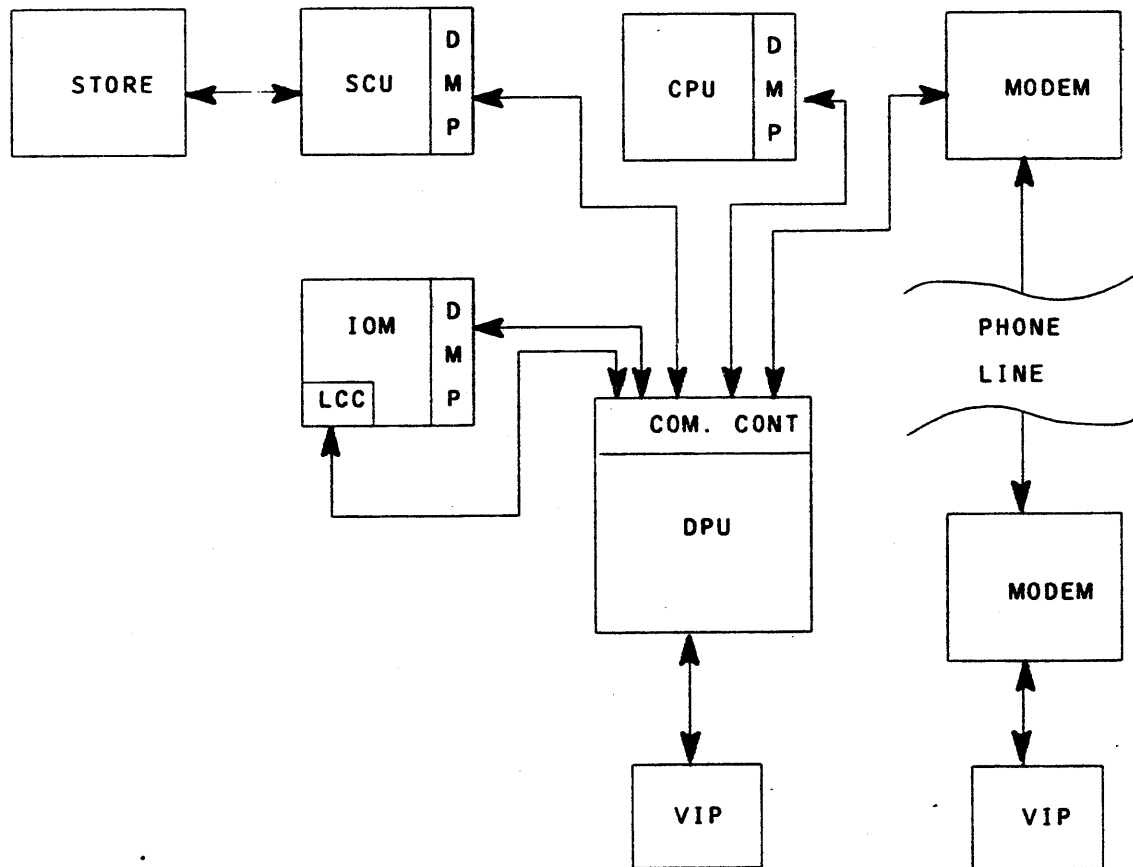 STORE
SCU
D
M
P
CPU
D
M
P
MODEM
IOM
D
M
P
LCC
PHONE
LINE
COM. CONT
DPU
MODEM
VIP
VIP